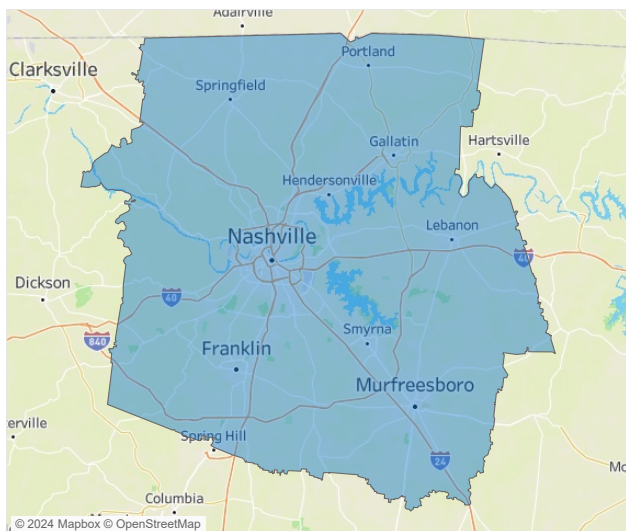 Adairville
Portland
Clarksville
Springfield
Gallatin
Hartsville
Hendersonville
Lebanon
Nashville
40
Dickson
40
Smyrna
840
Franklin
Murfreesboro
erville
Spring Hill
24
Mo
Columbia
© 2024 Mapbox © OpenStreetMap